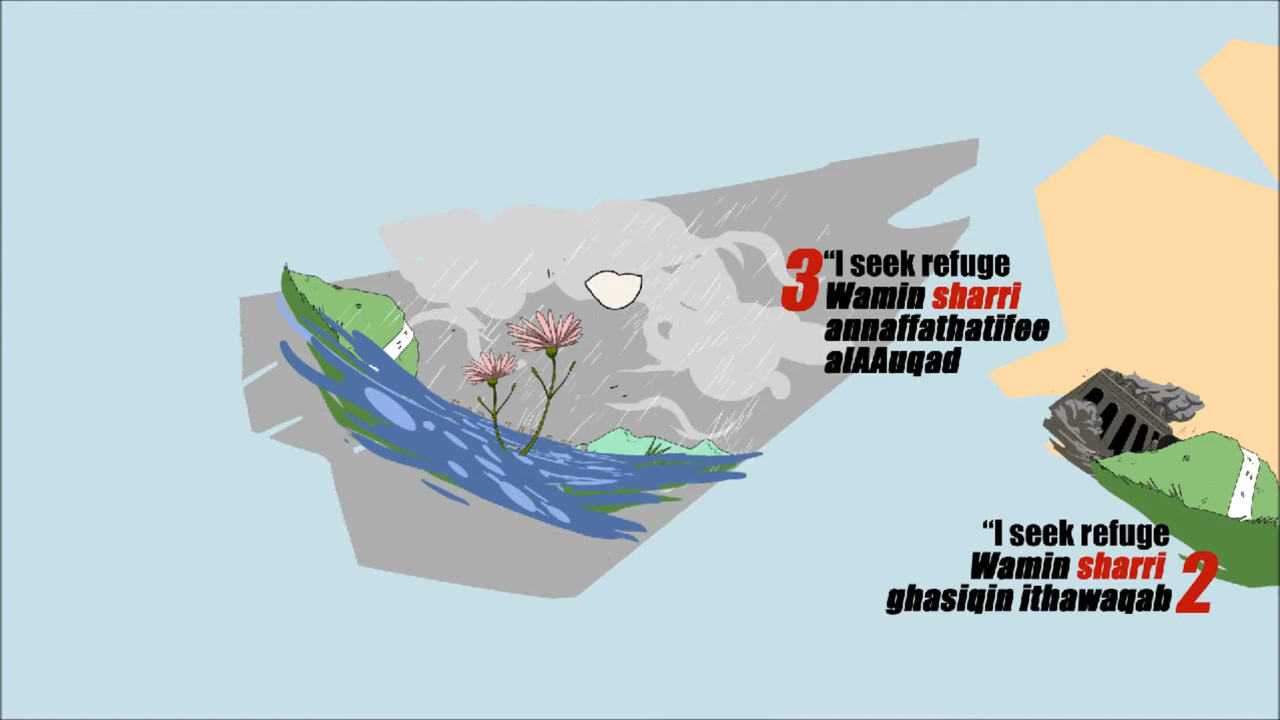 3 “I seek refuge
Wamin sharri
annaffathatifee
alAAuqad
“I seek refuge
Wamin sharri
ghasiqin ithawaqab 2